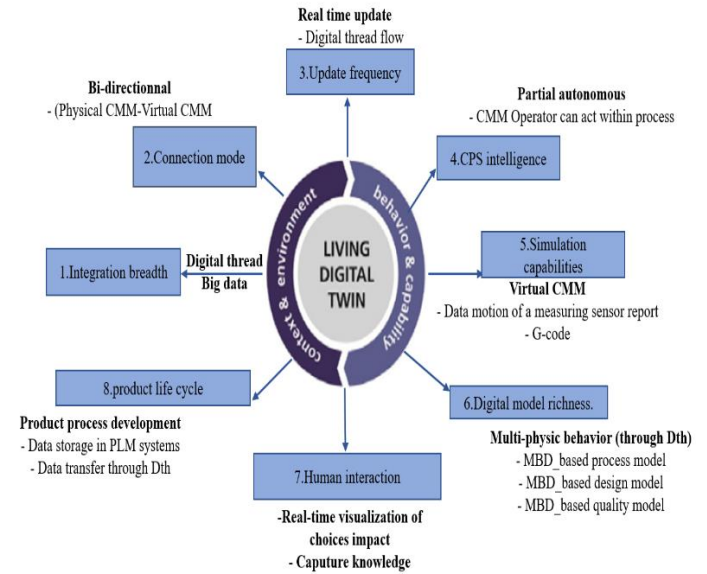 Real time update
- Digital thread flow
3.Update frequency
Bi-directionnal
- (Physical CMM-Virtual CMM
2.Connection mode
Partial autonomous
- CMM Operator can act within process
4.CPS intelligence
context & environment
behavior & capability
LIVING
DIGITAL
TWIN
1.Integration breadth
Digital thread
Big data
5.Simulation
capabilities
Virtual CMM
- Data motion of a measuring sensor report
- G-code
8.product life cycle
Product process development
- Data storage in PLM systems
- Data transfer through Dth
6.Digital model richness.
Multi-physic behavior (through Dth)
- MBD_based process model
- MBD_based design model
- MBD_based quality model
7.Human interaction
-Real-time visualization of
choices impact
- Caputure knowledge